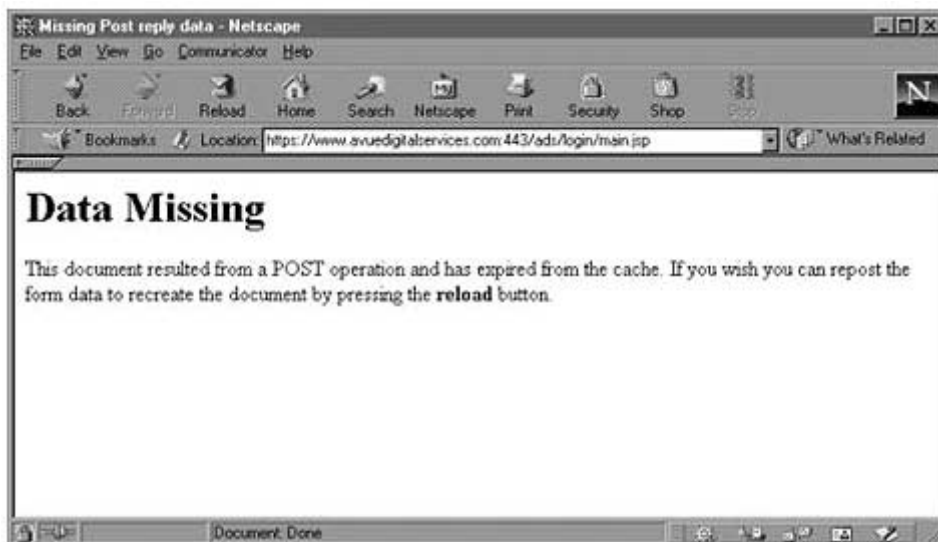 Missing Post reply data - Netscape
File Edit View Go Communicator Help
Back Forward Reload Home Search Netscape Print Security Shop Stop
Bookmarks Location: https://www.avuedigitalservices.com:443/ads/login/main.jsp What's Related
N
Data Missing
This document resulted from a POST operation and has expired from the cache. If you wish you can repost the
form data to recreate the document by pressing the reload button.
Document: Done